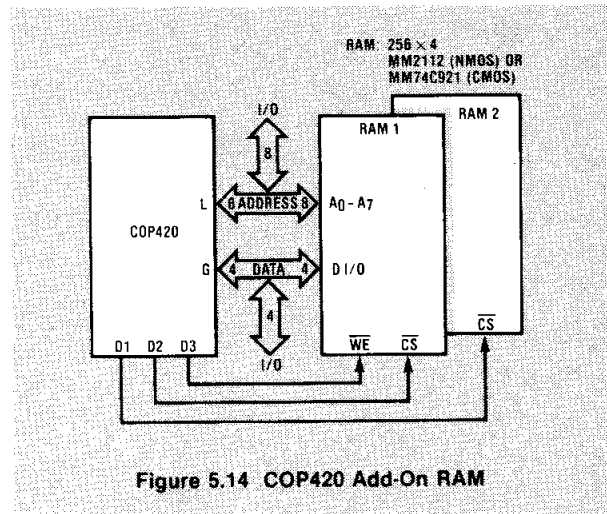 RAM: 256 × 4
MM2112 (NMOS) OR
MM74C921 (CMOS)
I/O
RAM 1
RAM 2
8
L
8 ADDRESS 8
A0 - A7
COP420
G
4 DATA 4
D I/O
4
D1 D2 D3
I/O
WE CS
CS
Figure 5.14 COP420 Add-On RAM